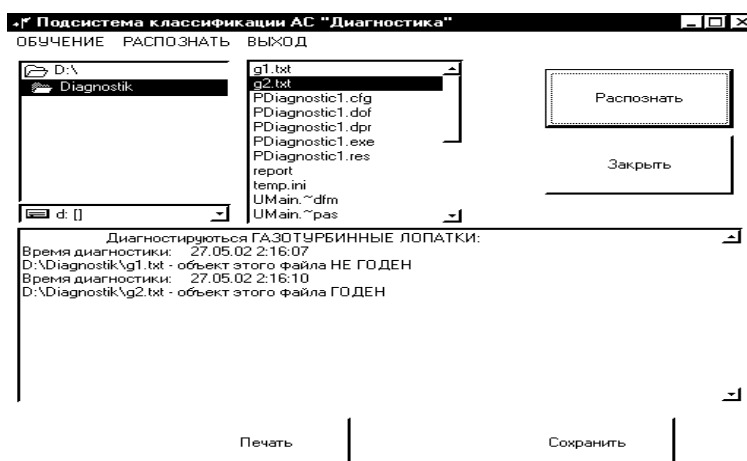 Подсистема классификации АС "Диагностика"
ОБУЧЕНИЕ РАСПОЗНАТЬ ВЫХОД
D:\
Diagnostik
d: []
g1.txt
g2.txt
PDiagnostic1.cfg
PDiagnostic1.dof
PDiagnostic1.dpr
PDiagnostic1.exe
PDiagnostic1.res
report
temp.ini
UMain.~dfm
UMain.~pas
Распознать
Закрыть
Диагностируються ГАЗОТУРБИННЫЕ ЛОПАТКИ:
Время диагностики: 27.05.02 2:16:07
D:\Diagnostik\g1.txt - объект этого файла НЕ ГОДЕН
Время диагностики: 27.05.02 2:16:10
D:\Diagnostik\g2.txt - объект этого файла ГОДЕН
Печать
Сохранить